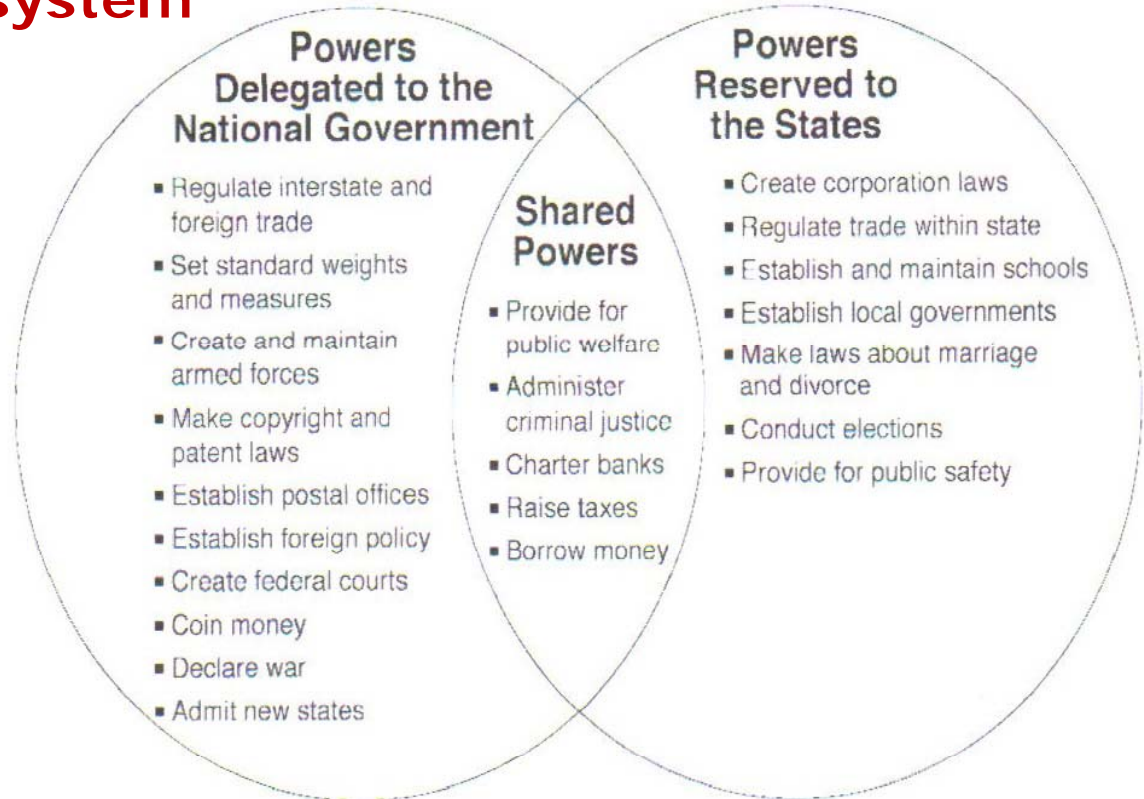 system
Powers
Delegated to the
National Government
■ Regulate interstate and
foreign trade
■ Set standard weights
and measures
■ Create and maintain
armed forces
■ Make copyright and
patent laws
■ Establish postal offices
■ Establish foreign policy
■ Create federal courts
■ Coin money
■ Declare war
■ Admit new states
Shared
Powers
■ Provide for
public welfare
■ Administer
criminal justice
■ Charter banks
■ Raise taxes
■ Borrow money
Powers
Reserved to
the States
■ Create corporation laws
■ Regulate trade within state
■ Establish and maintain schools
■ Establish local governments
■ Make laws about marriage
and divorce
■ Conduct elections
■ Provide for public safety